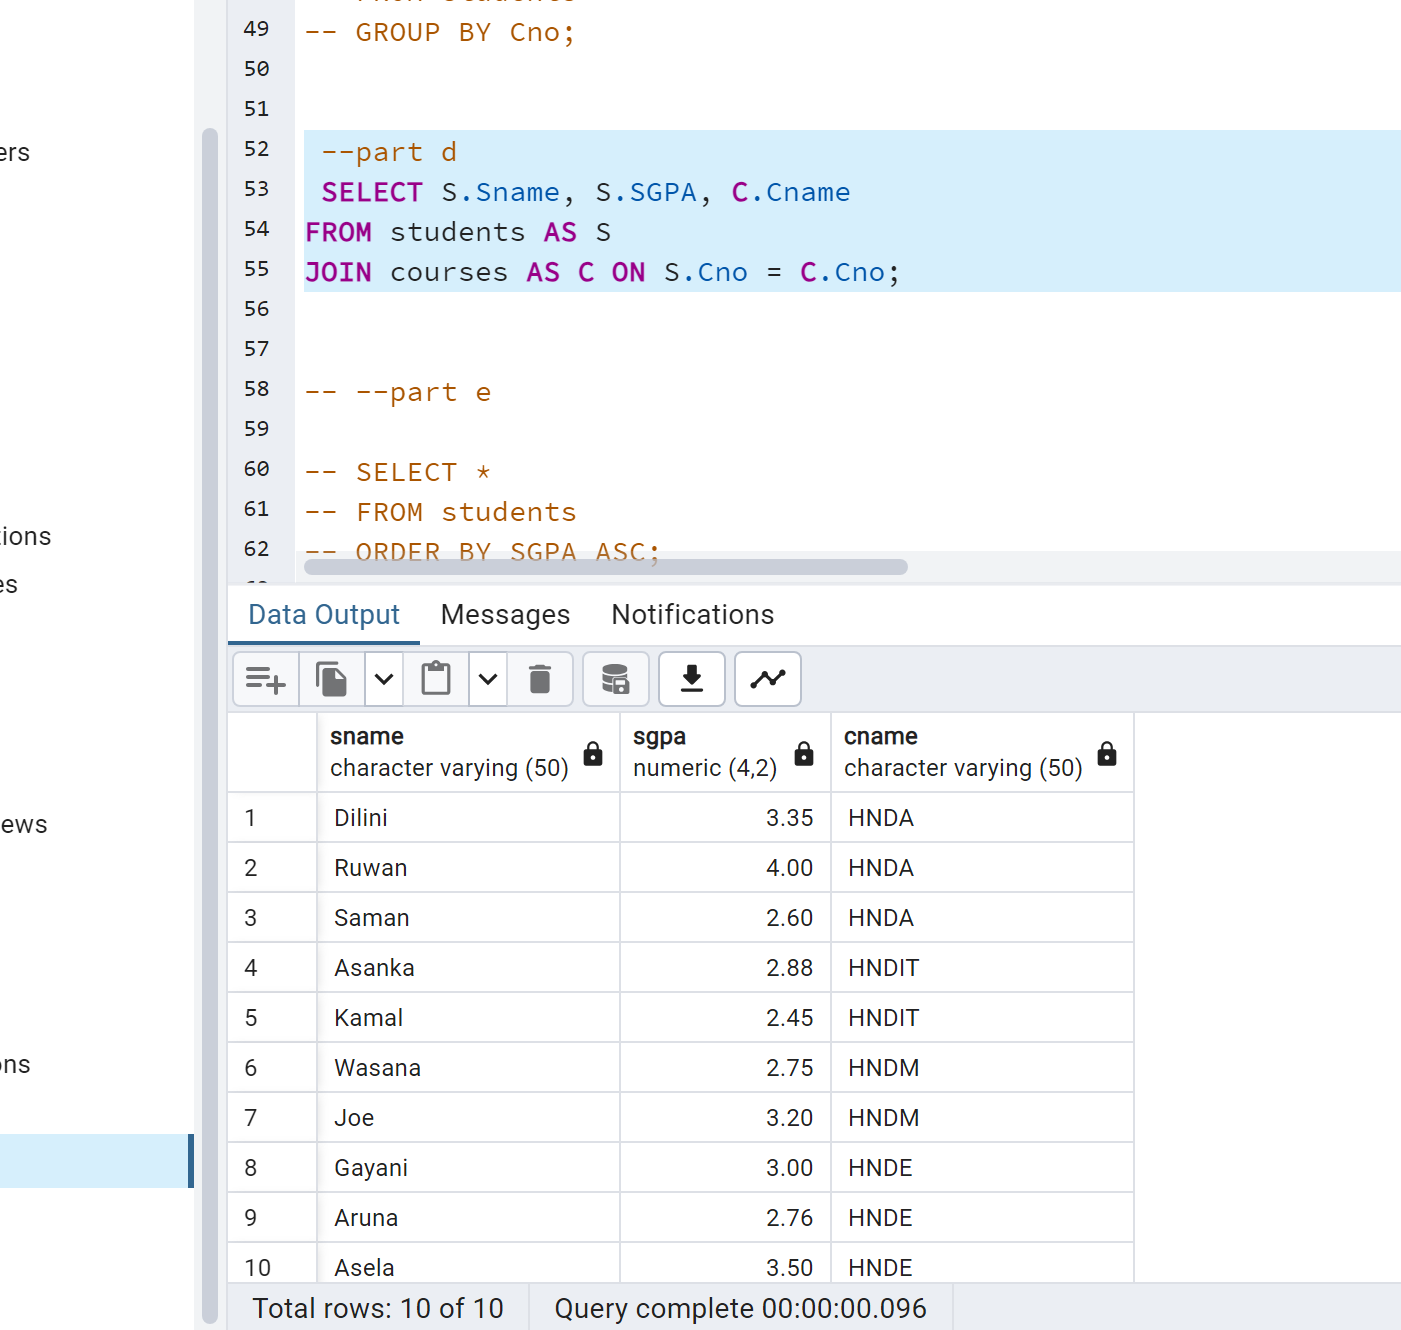 49 -- GROUP BY Cno;
50
51
52 --part d
53 SELECT S.Sname, S.SGPA, C.Cname
54 FROM students AS S
55 JOIN courses AS C ON S.Cno = C.Cno;
56
57
58 -- --part e
59
60 -- SELECT *
61 -- FROM students
62 -- ORDER BY SGPA ASC;
ers
tions
es
ews
ons
Data Output Messages Notifications
sname sgpa cname
character varying (50) numeric (4,2) character varying (50)
1 Dilini 3.35 HNDA
2 Ruwan 4.00 HNDA
3 Saman 2.60 HNDA
4 Asanka 2.88 HNDIT
5 Kamal 2.45 HNDIT
6 Wasana 2.75 HNDM
7 Joe 3.20 HNDM
8 Gayani 3.00 HNDE
9 Aruna 2.76 HNDE
10 Asela 3.50 HNDE
Total rows: 10 of 10 Query complete 00:00:00.096